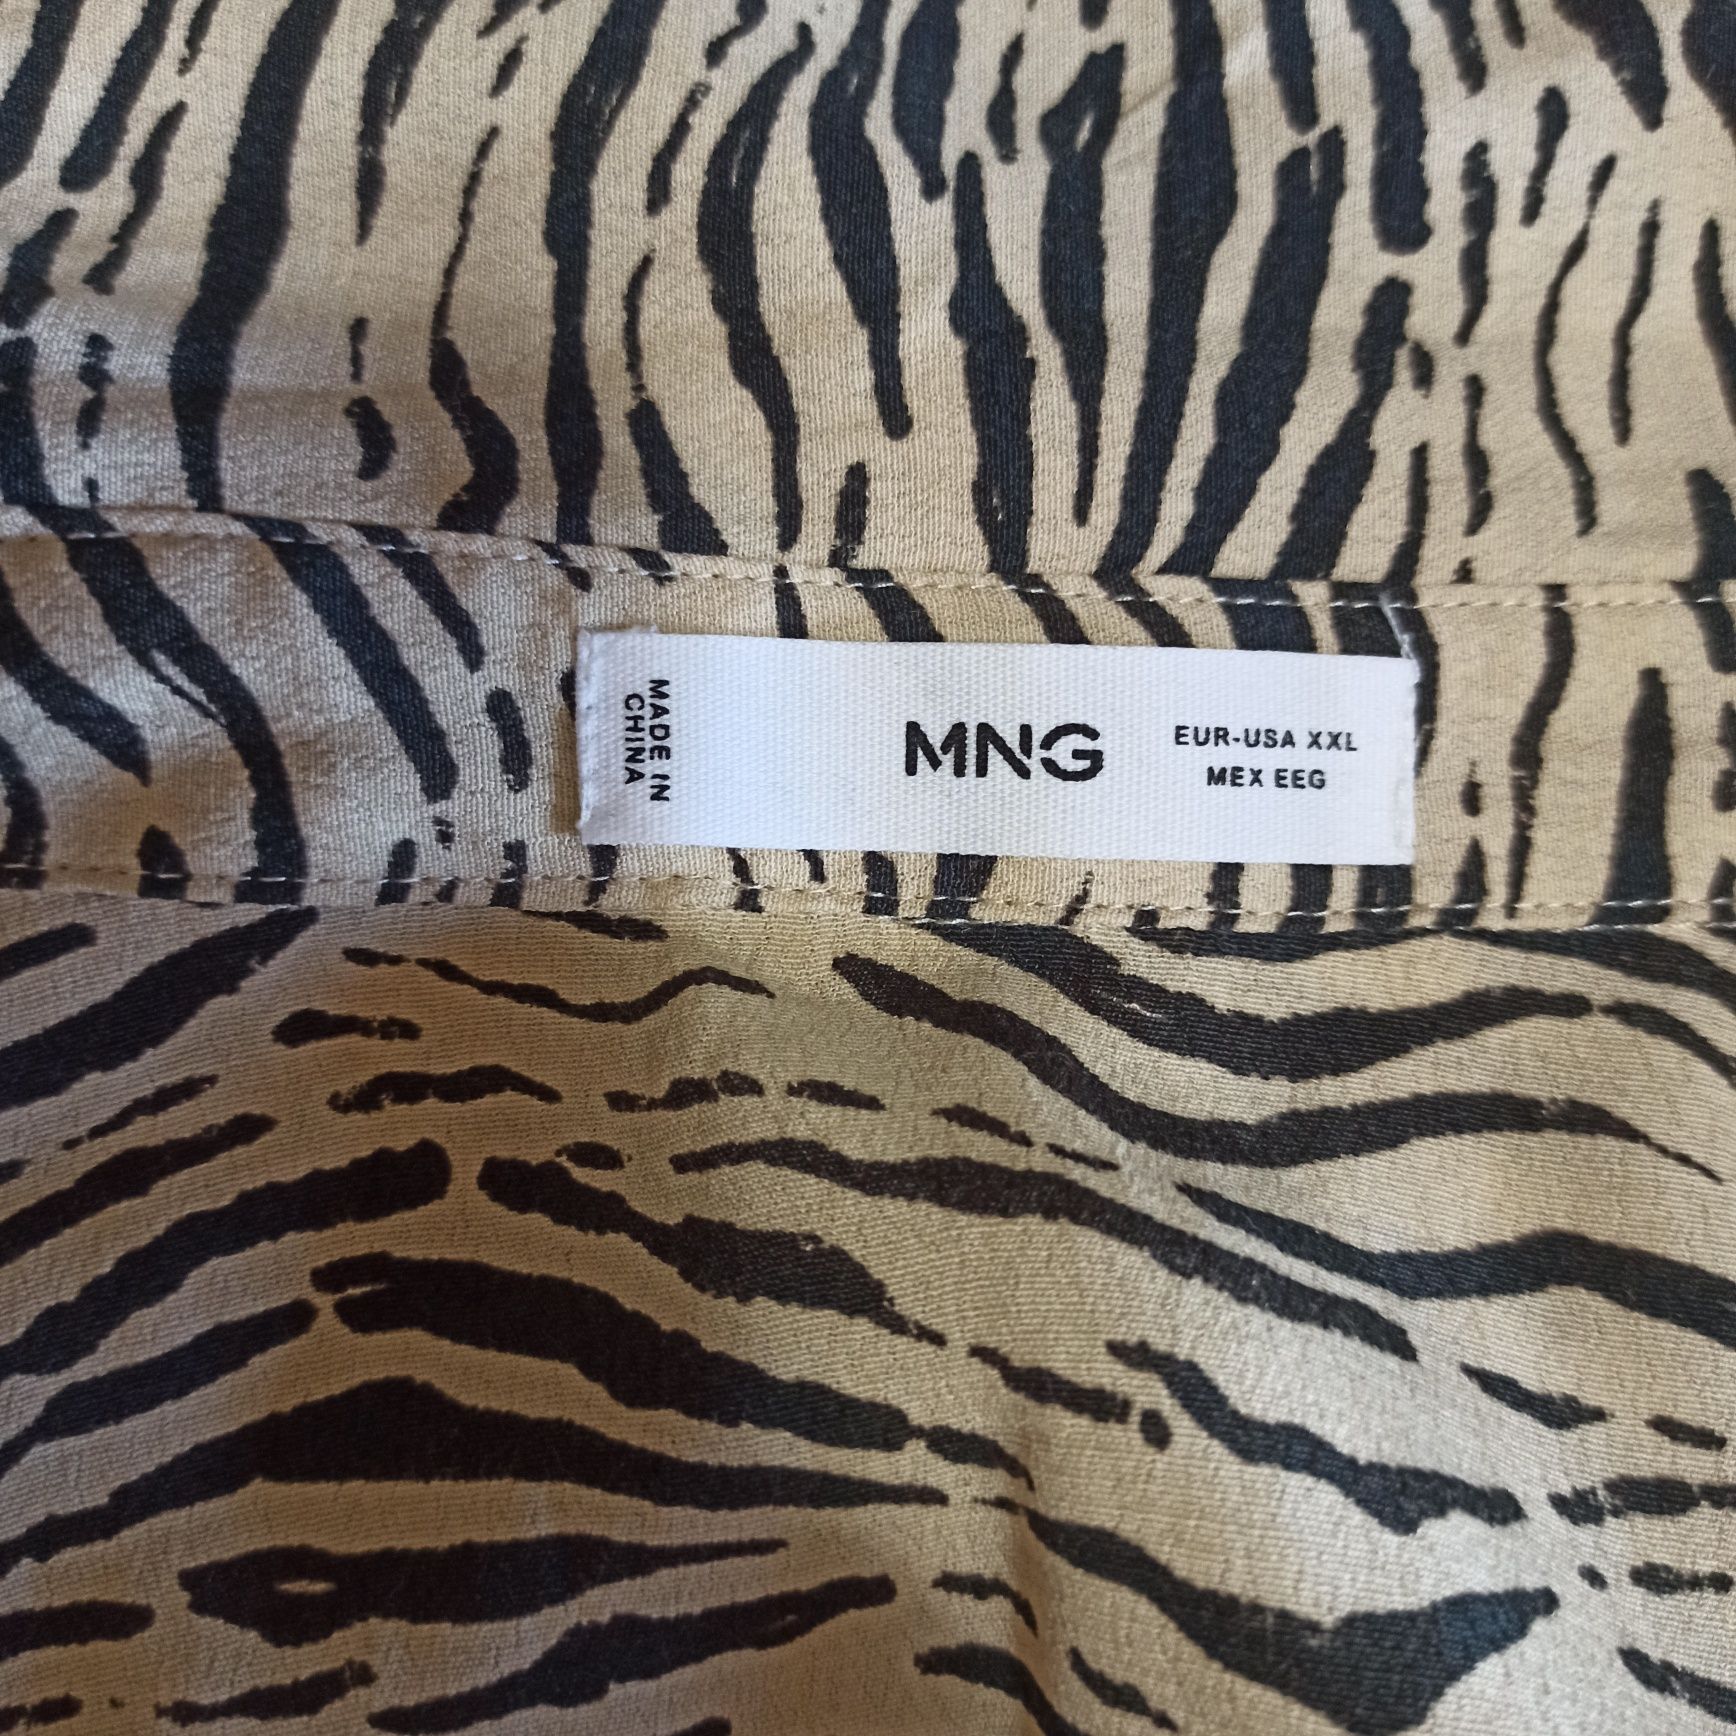 MADE IN
CHINA
MNG
EUR-USA XXL
MEX EEG